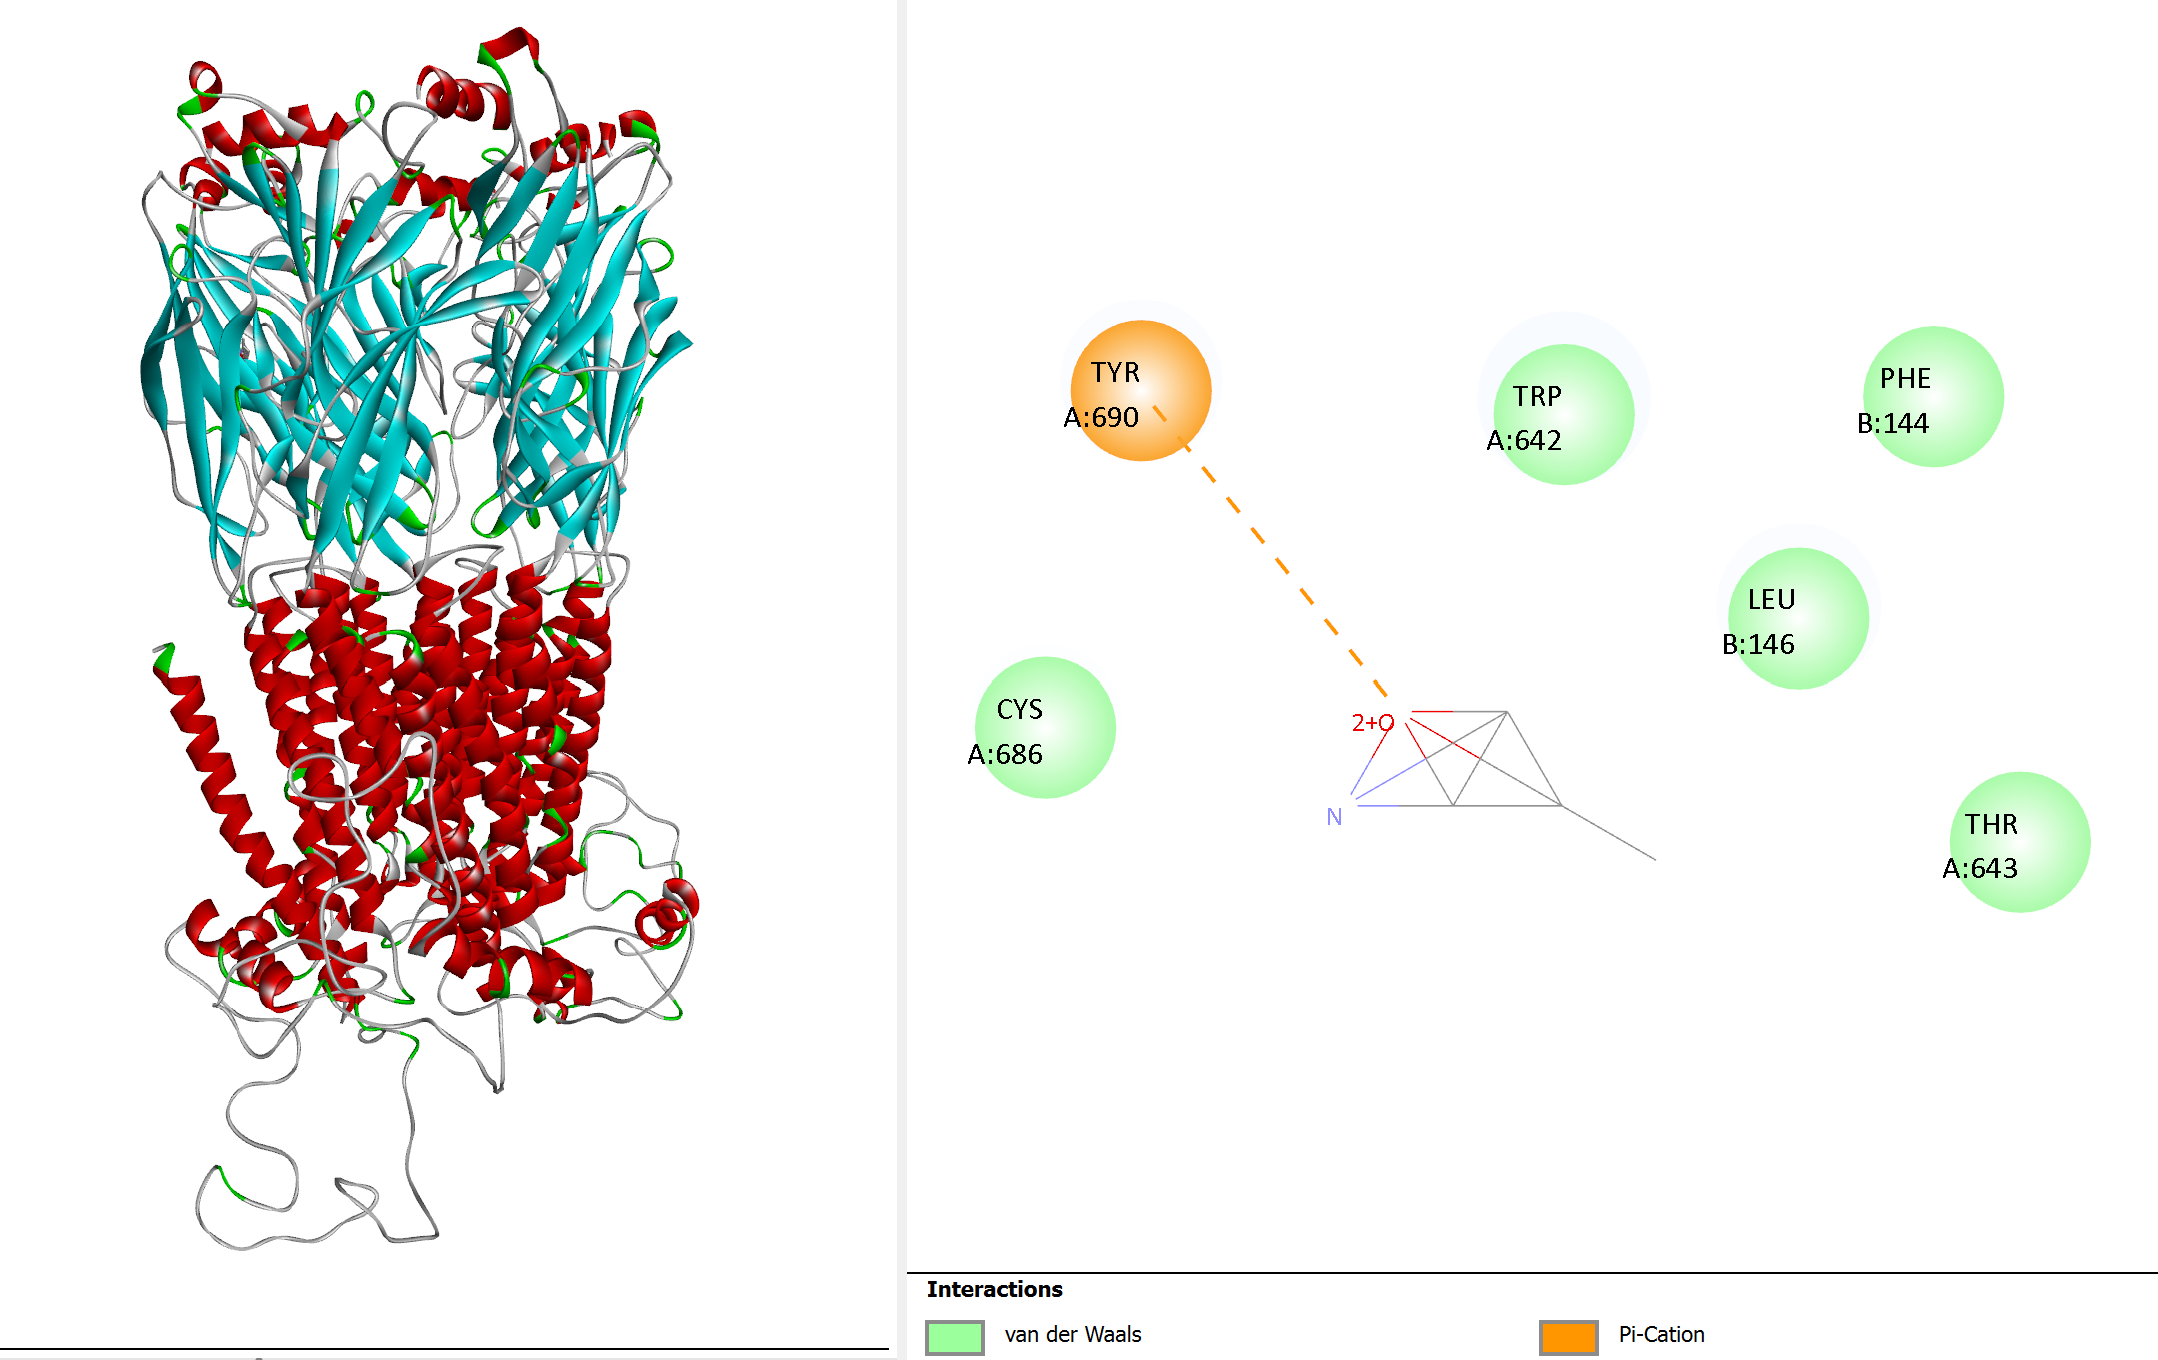 TYR
A:690
TRP
A:642
PHE
B:144
LEU
B:146
CYS
A:686
2+O
N
THR
A:643
Interactions
van der Waals
Pi-Cation